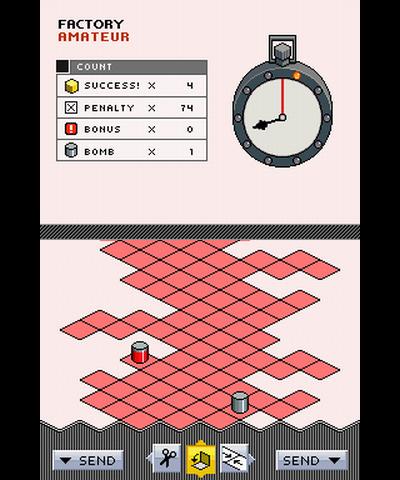 FACTORY
AMATEUR
COUNT
SUCCESS! X 4
PENALTY X 74
BONUS X 0
BOMB X 1
SEND
SEND